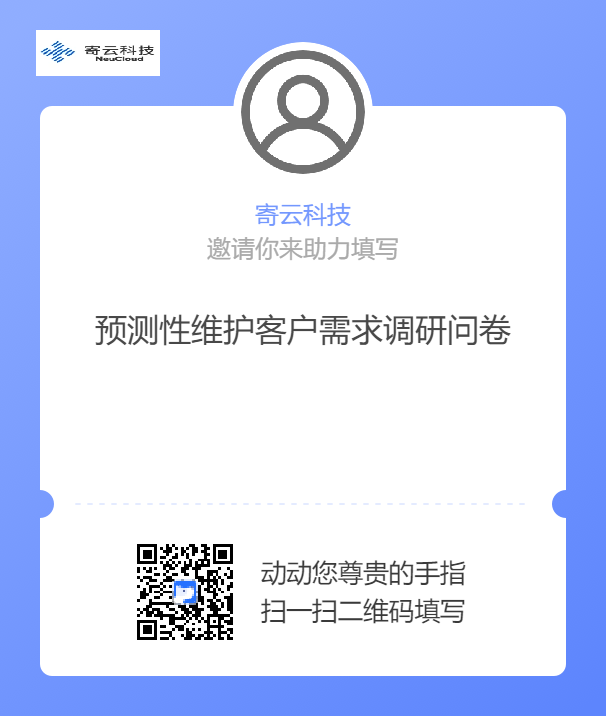 寄云科技
NeuCloud
寄云科技
邀请你来助力填写
预测性维护客户需求调研问卷
动动您尊贵的手指
扫一扫二维码填写